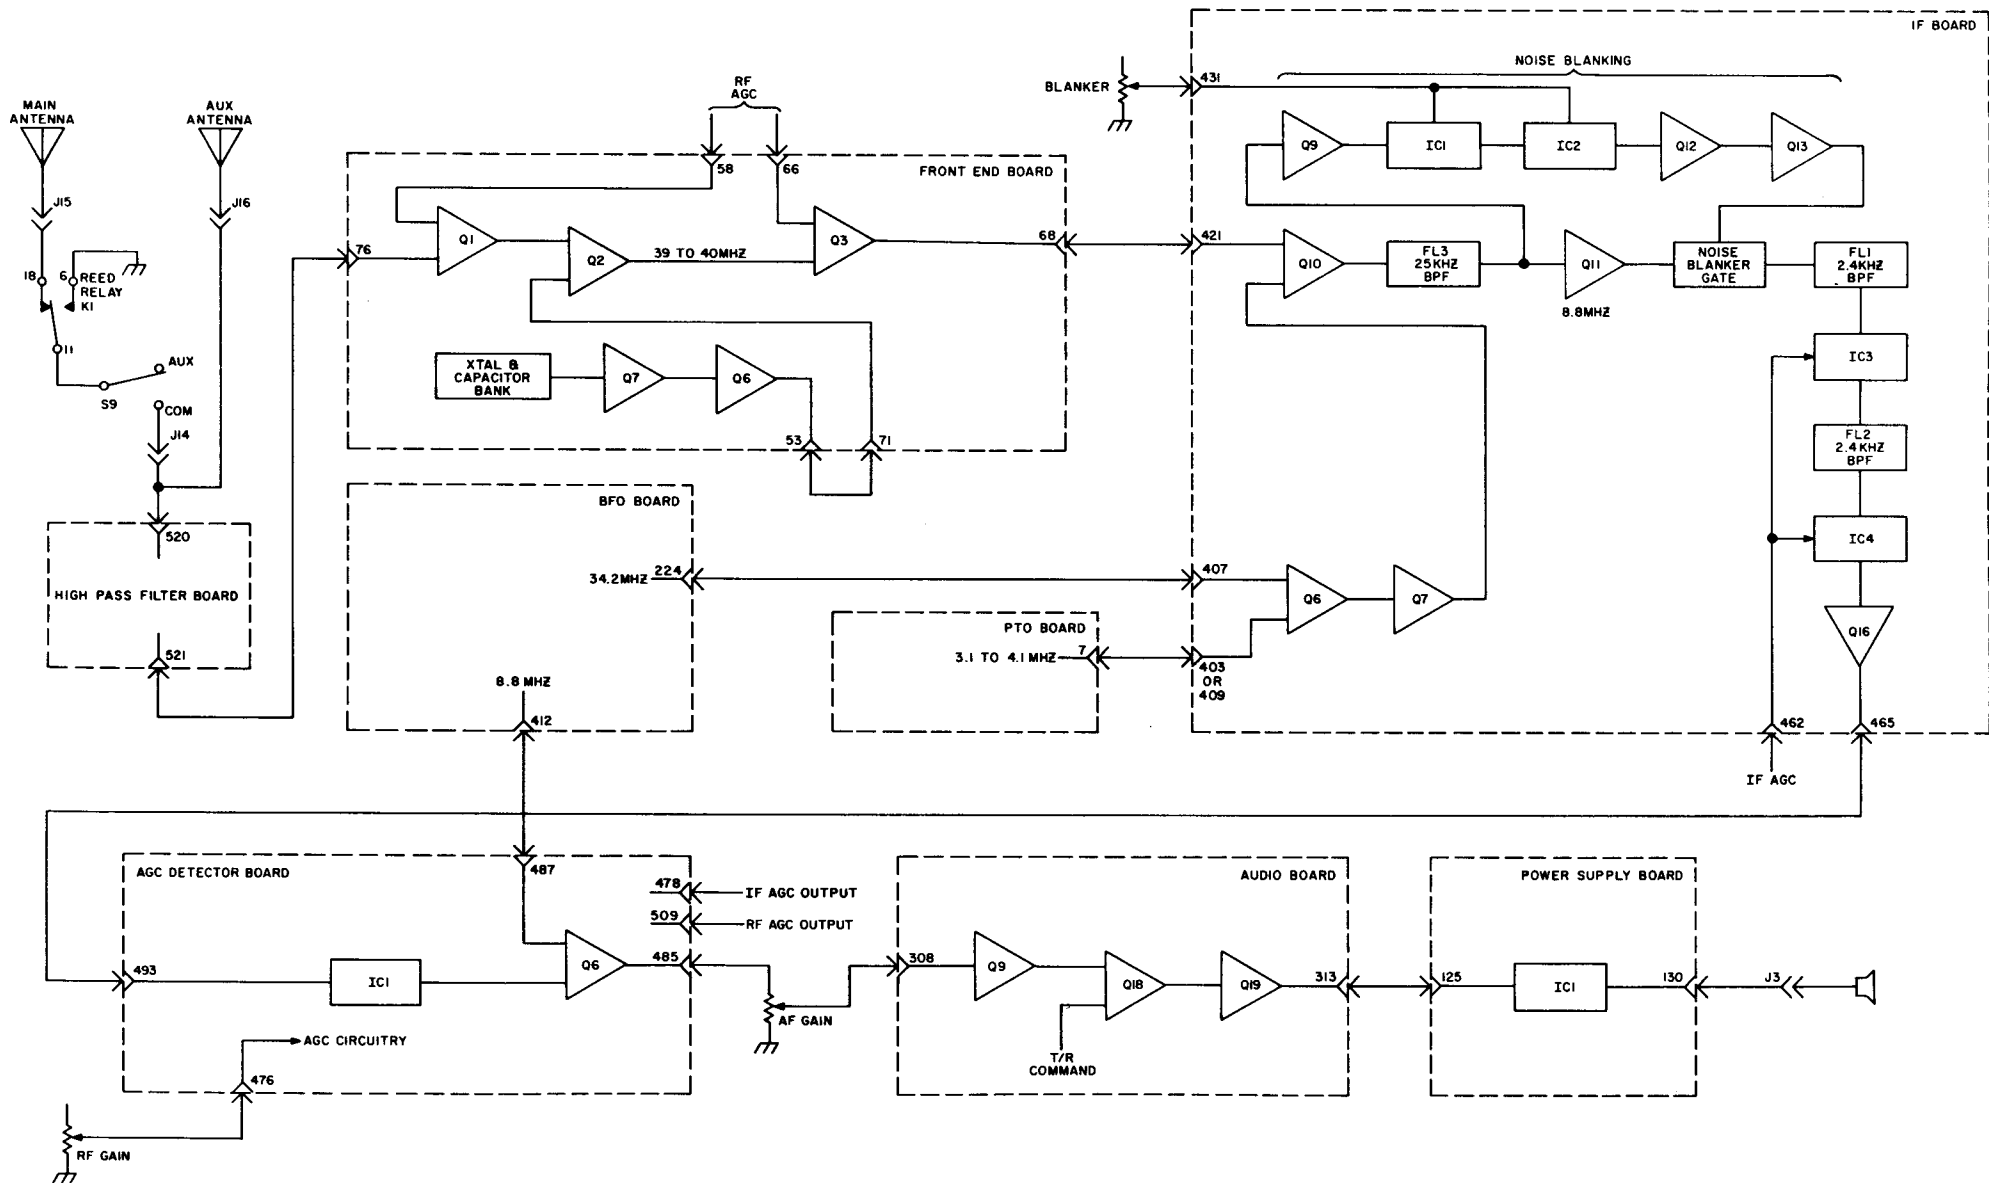 IF BOARD
NOISE BLANKING
BLANKER
431
Q9
IC1
IC2
Q12
Q13
MAIN
ANTENNA
AUX
ANTENNA
RF
AGC
58
66
FRONT END BOARD
J15
J16
76
Q1
Q2
39 TO 40MHZ
Q3
68
421
Q10
FL3
25KHZ
BPF
Q11
8.8MHZ
NOISE
BLANKER
GATE
FL1
2.4KHZ
BPF
18
6
REED
RELAY
K1
11
AUX
S9
COM
J14
XTAL &
CAPACITOR
BANK
Q7
Q6
53
71
IC3
FL2
2.4KHZ
BPF
IC4
Q16
520
HIGH PASS FILTER BOARD
521
BFO BOARD
34.2MHZ
224
8.8MHZ
412
407
Q6
Q7
PTO BOARD
3.1 TO 4.1MHZ
7
403
OR
409
462
465
IF AGC
AGC DETECTOR BOARD
487
478
IF AGC OUTPUT
509
RF AGC OUTPUT
485
493
IC1
Q6
AGC CIRCUITRY
476
RF GAIN
AF GAIN
AUDIO BOARD
308
Q9
Q18
Q19
313
T/R
COMMAND
POWER SUPPLY BOARD
125
IC1
130
J3